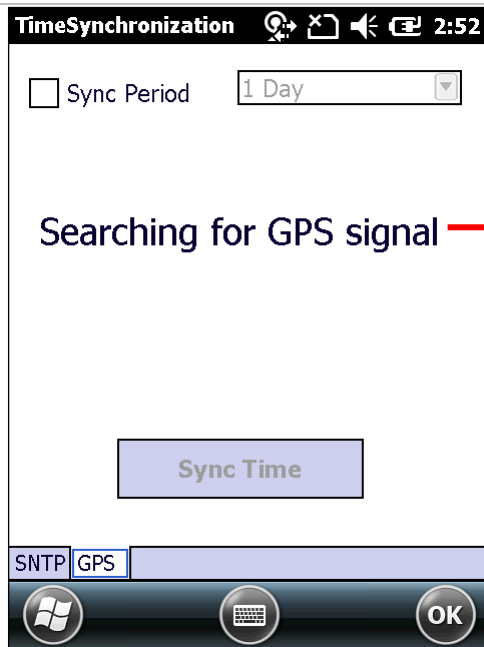 TimeSynchronization 2:52
Sync Period 1 Day
Searching for GPS signal
Sync Time
SNTP GPS
OK